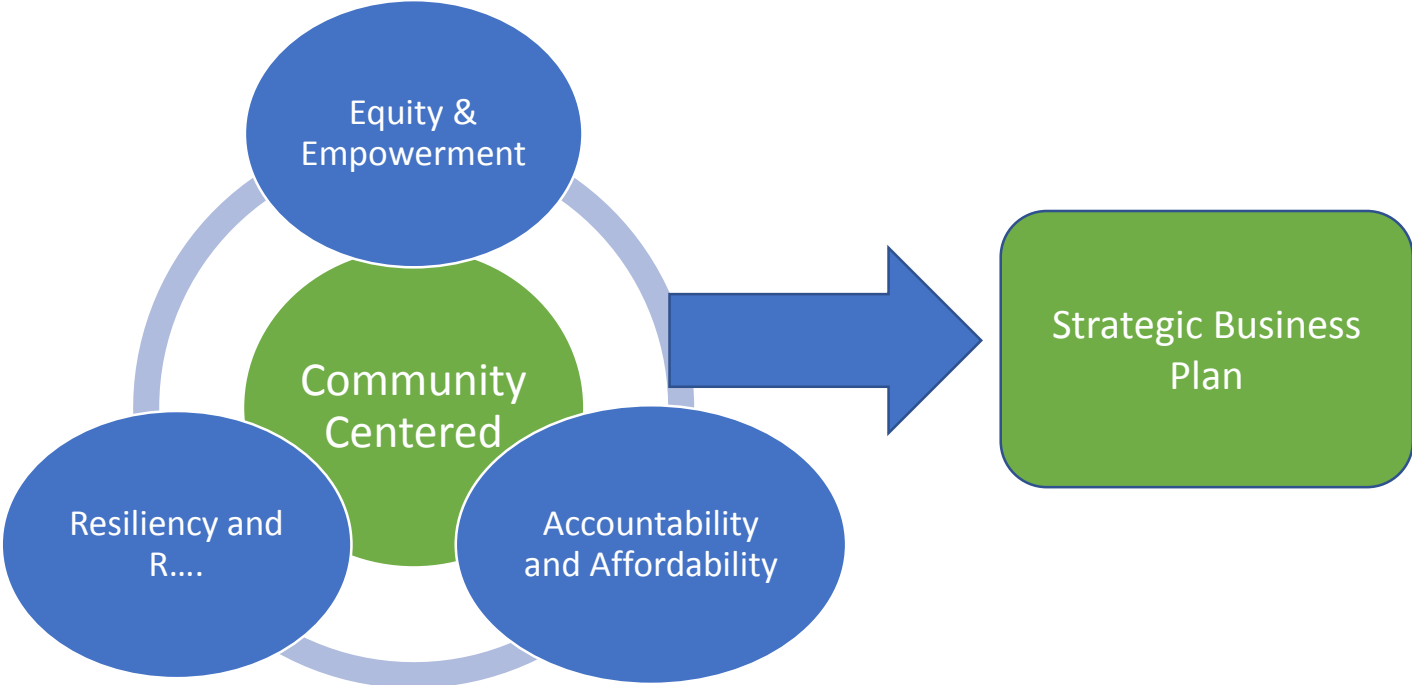 Equity &
Empowerment
Community
Centered
Resiliency and
R....
Accountability
and Affordability
Strategic Business
Plan